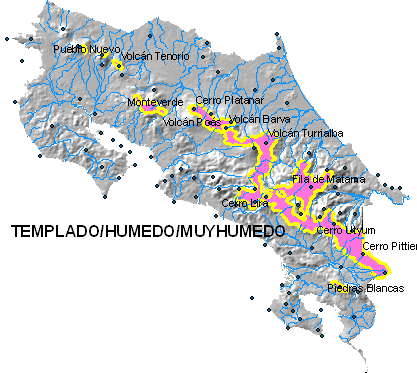 Pueblo Nuevo
Volcán Tenorio
Monteverde
Cerro Platanar
Volcán Poás
Volcán Barva
Volcán Turrialba
Fila de Matama
Cerro Lira
TEMPLADO/HUMEDO/MUYHUMEDO
Cerro Utyum
Cerro Pittier
Piedras Blancas